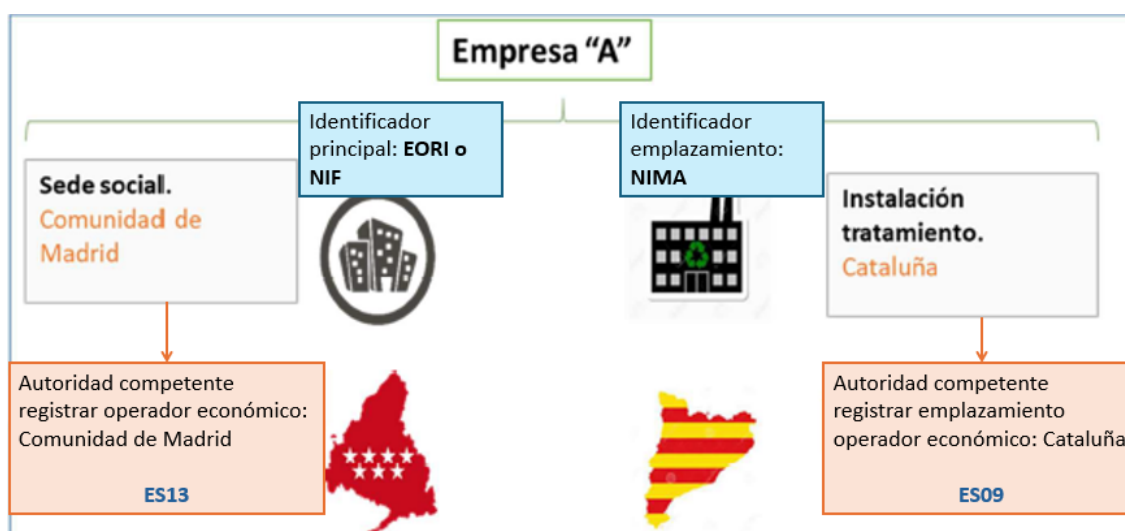 Empresa “A”
Identificador
principal: EORI o
NIF
Identificador
emplazamiento:
NIMA
Sede social.
Comunidad de
Madrid
Instalación
tratamiento.
Cataluña
Autoridad competente
registrar operador económico:
Comunidad de Madrid
ES13
Autoridad competente
registrar emplazamiento
operador económico: Cataluña
ES09